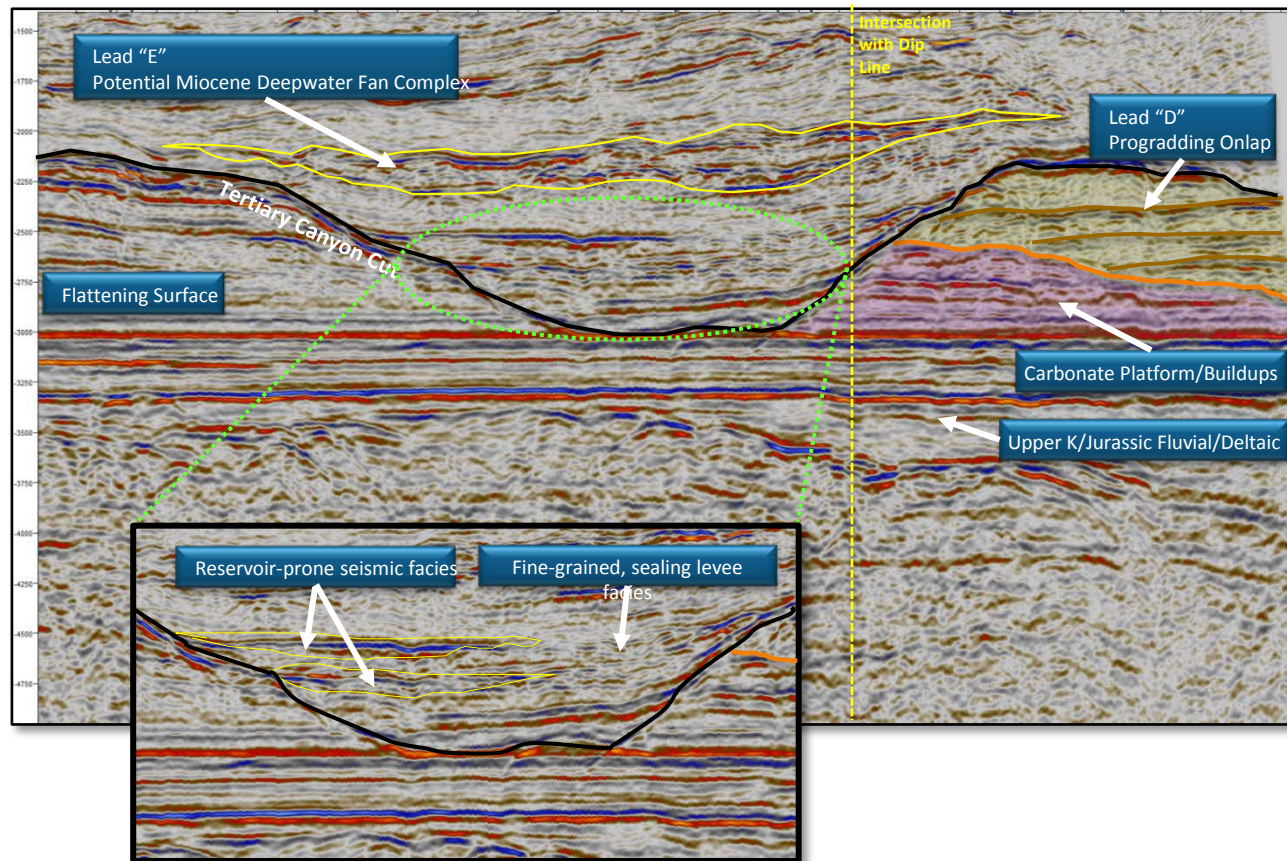 -1500
-1750
-2000
-2250
-2500
-2750
-3000
-3250
-3500
-3750
-4000
-4250
-4500
-4750
Lead “E”
Potential Miocene Deepwater Fan Complex
Intersection
with Dip
Line
Lead “D”
Progradding Onlap
Tertiary Canyon Cut
Flattening Surface
Carbonate Platform/Buildups
Upper K/Jurassic Fluvial/Deltaic
Reservoir-prone seismic facies
Fine-grained, sealing levee
facies